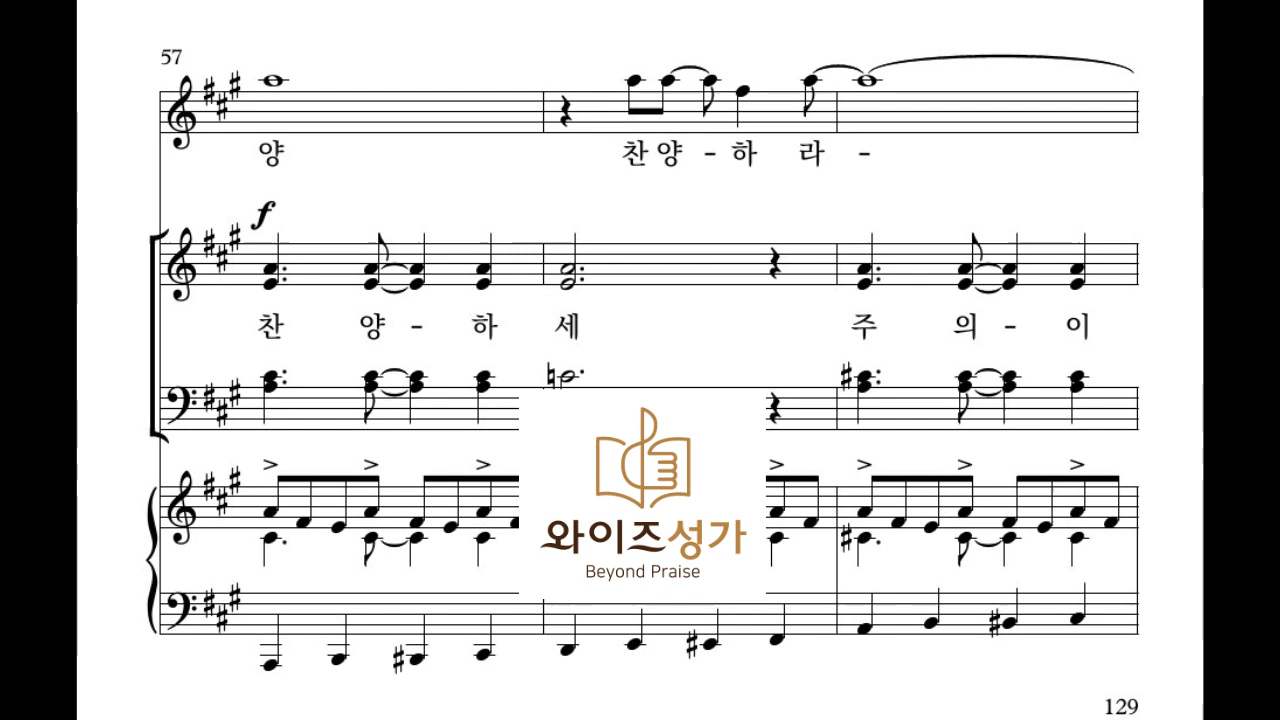 57
양 찬 양 - 하 라 -
f
찬 양 - 하 세 주 의 - 이
와이즈성가
Beyond Praise
129